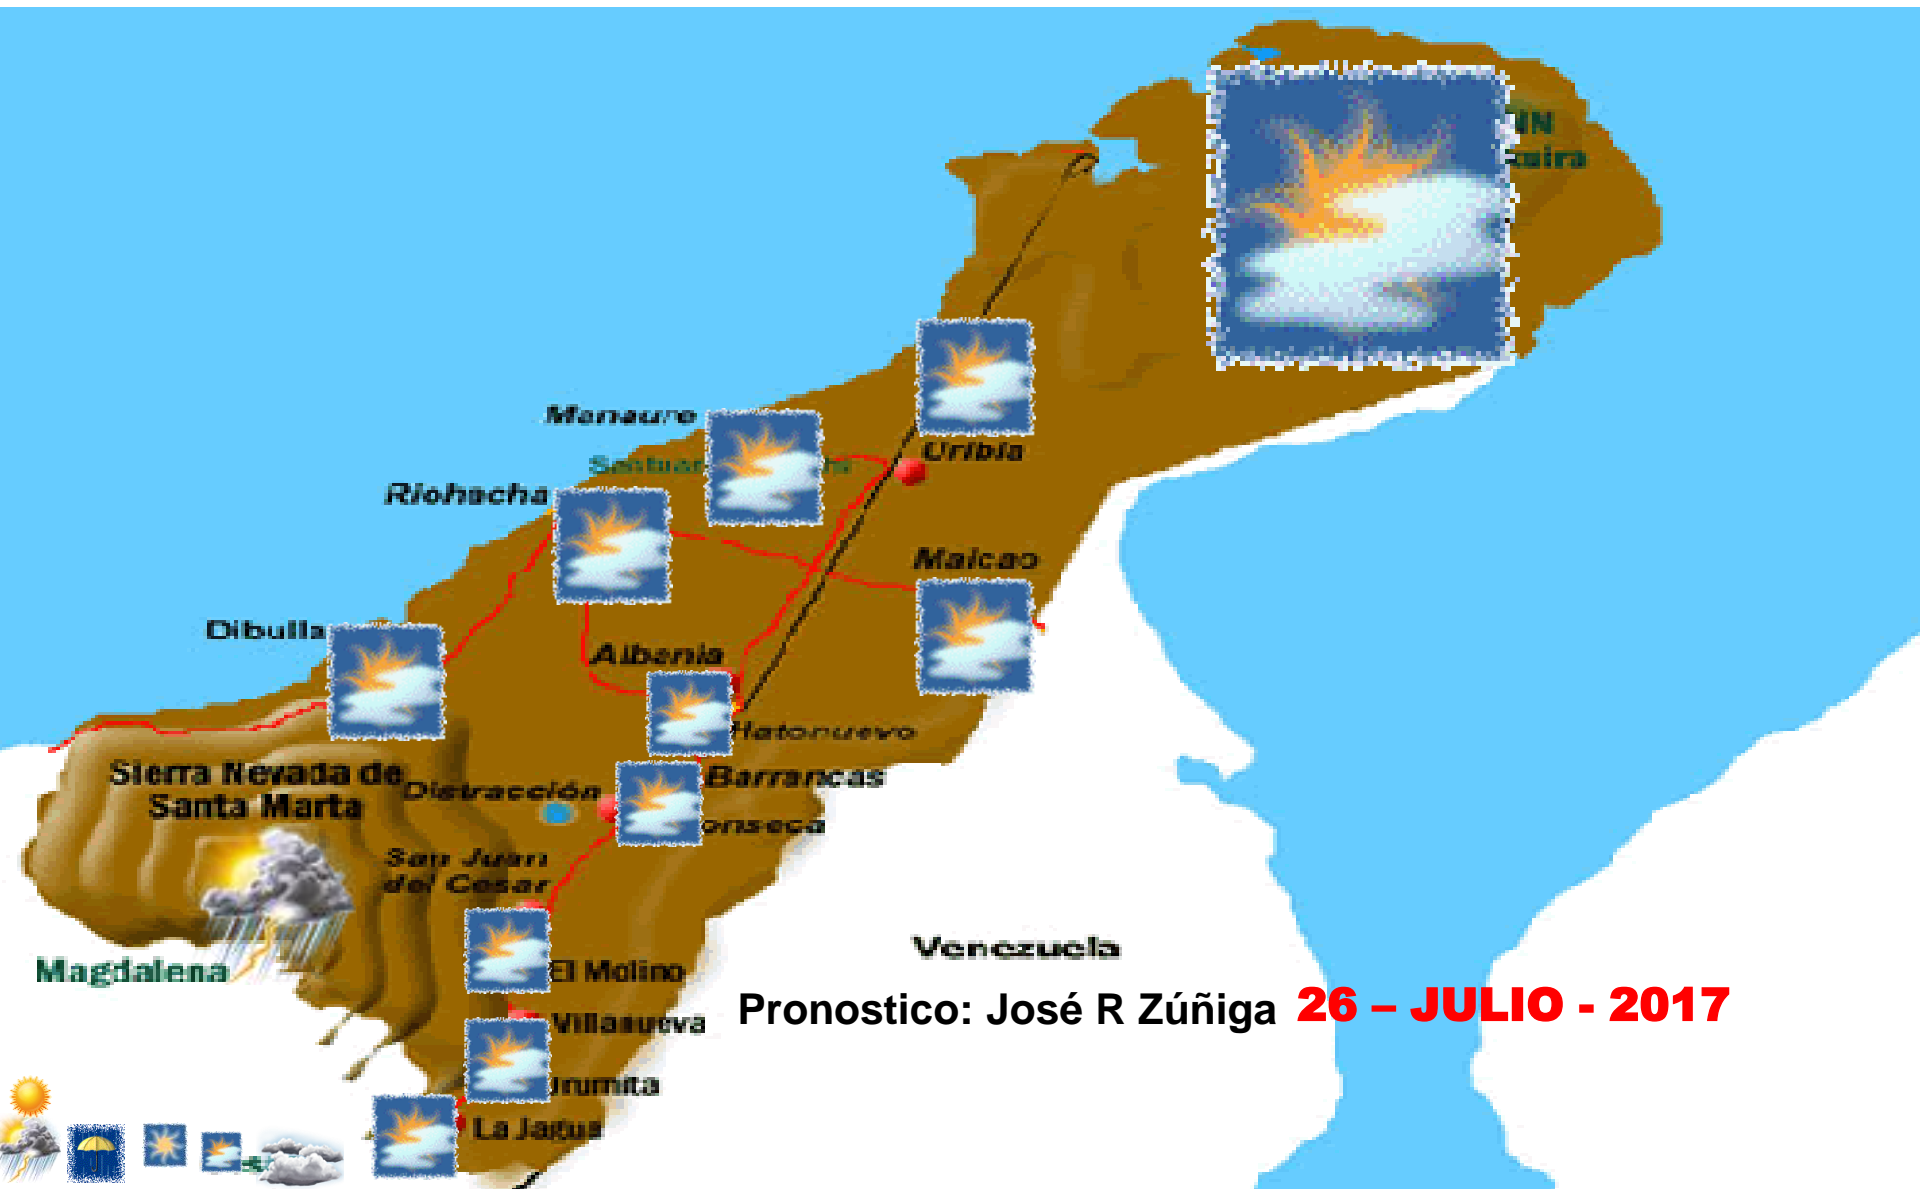 Manaure
Uribia
Riohacha
Maicao
Dibulla
Albania
Hatonuevo
Sierra Nevada de
Santa Marta
Distracción
Barrancas
San Juan
del Cesar
Magdalena
El Molino
Venezuela
Pronostico: José R Zúñiga 26 – JULIO - 2017
Villanueva
La Jagua